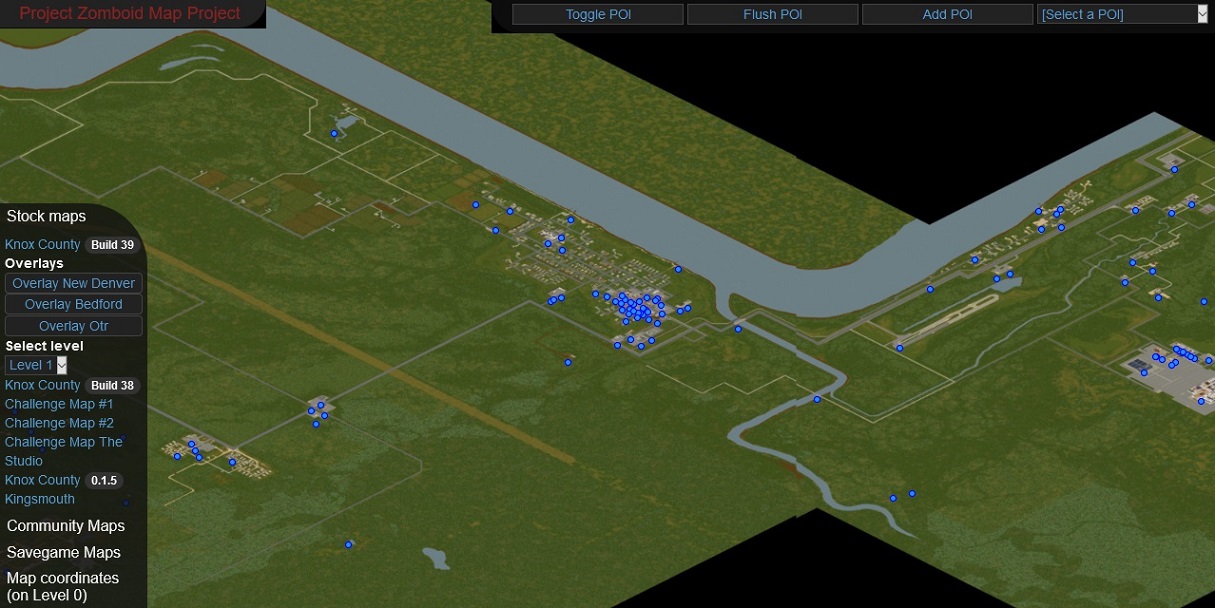 Project Zomboid Map Project
Toggle POI
Flush POI
Add POI
[Select a POI]
Stock maps
Knox County Build 39
Overlays
Overlay New Denver
Overlay Bedford
Overlay Otr
Select level
Level 1
Knox County Build 38
Challenge Map #1
Challenge Map #2
Challenge Map The
Studio
Knox County 0.1.5
Kingsmouth
Community Maps
Savegame Maps
Map coordinates
(on Level 0)